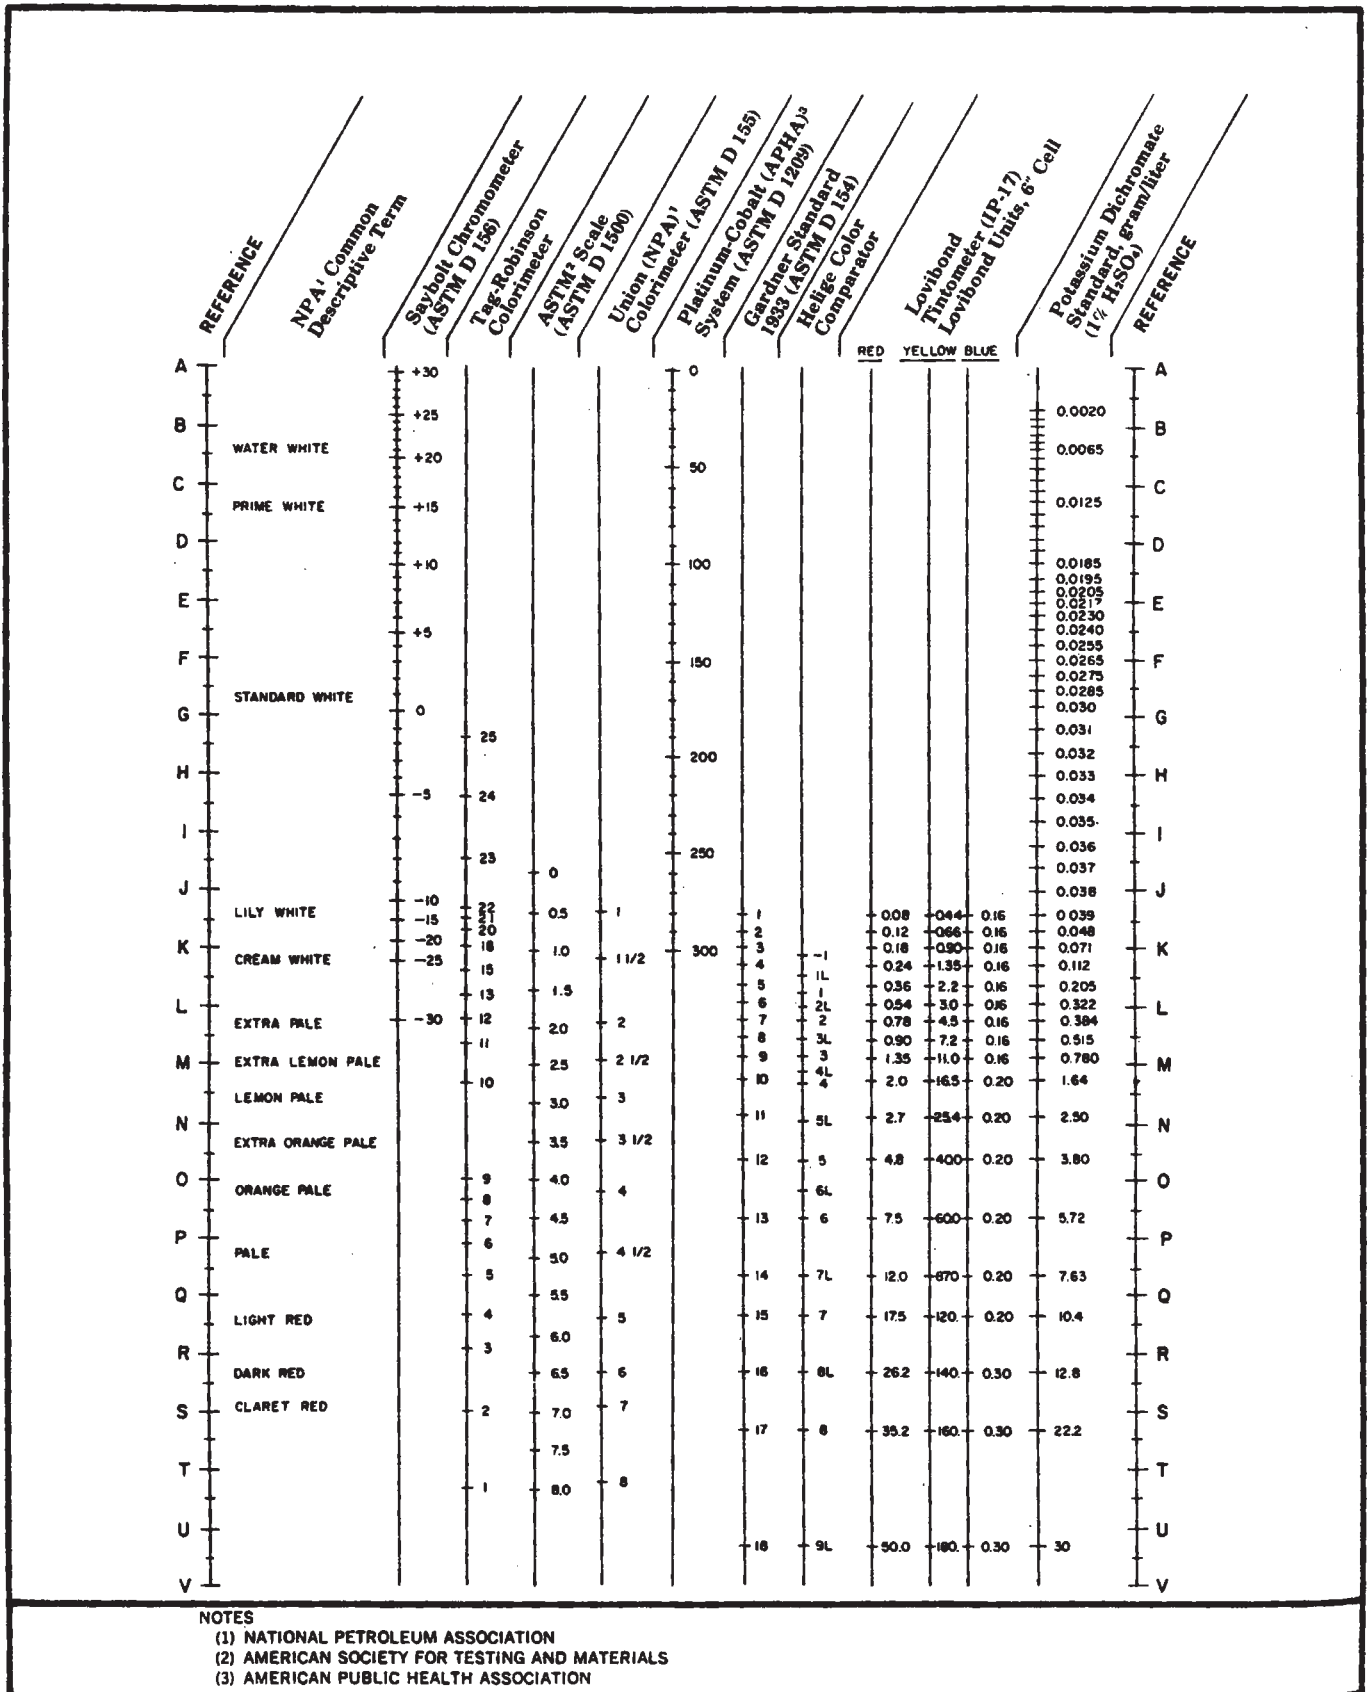 REFERENCE
NPA¹ Common
Descriptive Term
Saybolt Chromometer
(ASTM D 156)
Tag-Robinson
Colorimeter
ASTM² Scale
(ASTM D 1500)
Union (NPA)¹
Colorimeter (ASTM D 155)
Platinum-Cobalt (APHA)³
System (ASTM D 1209)
Gardner Standard
1933 (ASTM D 154)
Helige Color
Comparator
Lovibond
Tintometer (IP-17)
Lovibond Units, 6" Cell
Potassium Dichromate
Standard, gram/liter
(1% H₂SO₄)
REFERENCE
RED YELLOW BLUE
A
B
C
D
E
F
G
H
I
J
K
L
M
N
O
P
Q
R
S
T
U
V
WATER WHITE
PRIME WHITE
STANDARD WHITE
LILY WHITE
CREAM WHITE
EXTRA PALE
EXTRA LEMON PALE
LEMON PALE
EXTRA ORANGE PALE
ORANGE PALE
PALE
LIGHT RED
DARK RED
CLARET RED
+30
+25
+20
+15
+10
+5
0
-5
-10
-15
-20
-25
-30
25
24
23
22
21
20
18
15
13
12
11
10
9
8
7
6
5
4
3
2
1
0
0.5
1.0
1.5
2.0
2.5
3.0
3.5
4.0
4.5
5.0
5.5
6.0
6.5
7.0
7.5
8.0
1
1 1/2
2
2 1/2
3
3 1/2
4
4 1/2
5
6
7
8
0
50
100
150
200
250
300
1
2
3
4
5
6
7
8
9
10
11
12
13
14
15
16
17
18
-1
1L
1
2L
2
3L
3
4L
4
5L
5
6L
6
7L
7
8L
8
9L
0.08
0.12
0.18
0.24
0.36
0.54
0.78
0.90
1.35
2.0
2.7
4.8
7.5
12.0
17.5
26.2
35.2
50.0
0.44
0.66
0.90
1.35
2.2
3.0
4.5
7.2
11.0
16.5
25.4
40.0
60.0
87.0
120.
140.
160.
180.
0.16
0.16
0.16
0.16
0.16
0.16
0.16
0.16
0.16
0.20
0.20
0.20
0.20
0.20
0.20
0.30
0.30
0.30
0.0020
0.0065
0.0125
0.0185
0.0195
0.0205
0.0217
0.0230
0.0240
0.0255
0.0265
0.0275
0.0285
0.030
0.031
0.032
0.033
0.034
0.035
0.036
0.037
0.038
0.039
0.048
0.071
0.112
0.205
0.322
0.384
0.515
0.780
1.64
2.50
3.80
5.72
7.63
10.4
12.8
22.2
30
A
B
C
D
E
F
G
H
I
J
K
L
M
N
O
P
Q
R
S
T
U
V
NOTES
(1) NATIONAL PETROLEUM ASSOCIATION
(2) AMERICAN SOCIETY FOR TESTING AND MATERIALS
(3) AMERICAN PUBLIC HEALTH ASSOCIATION